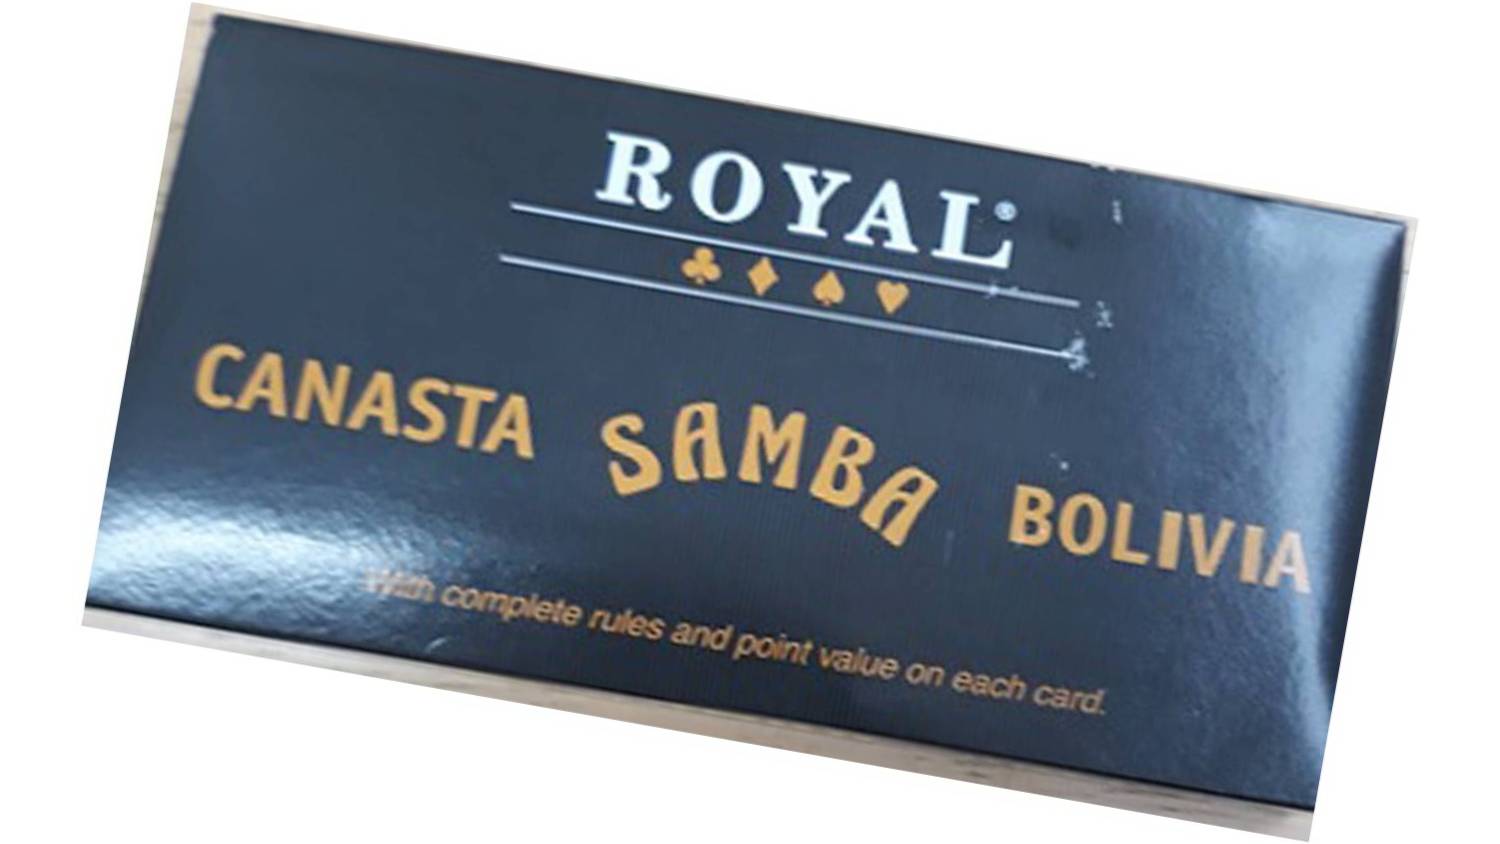 ROYAL®
CANASTA SAMBA BOLIVIA
With complete rules and point value on each card.